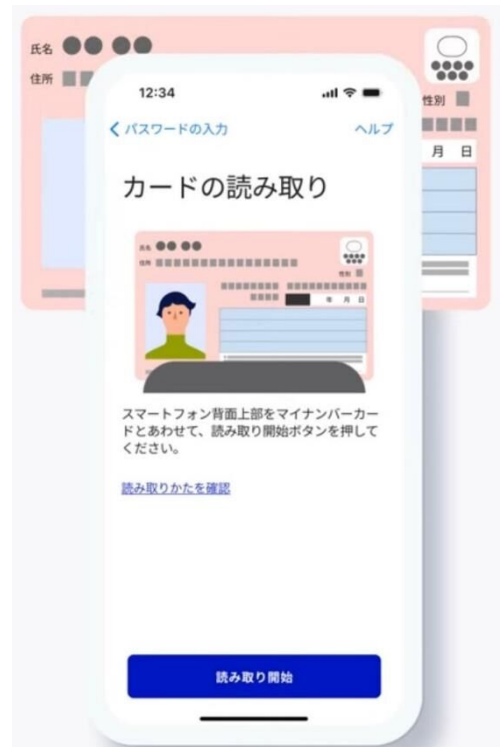 氏名
住所
性別
月 日
12:34
パスワードの入力
ヘルプ
カードの読み取り
氏名
住所
性別
年 月 日
スマートフォン背面上部をマイナンバーカー
ドとあわせて、読み取り開始ボタンを押して
ください。
読み取りかたを確認
読み取り開始